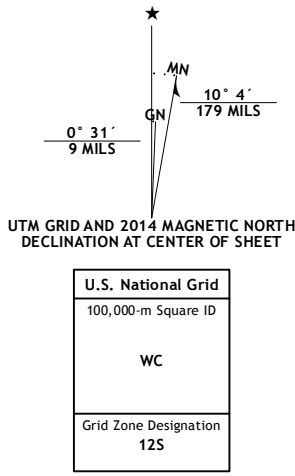 ★
MN
GN
10° 4´
179 MILS
0° 31´
9 MILS
UTM GRID AND 2014 MAGNETIC NORTH
DECLINATION AT CENTER OF SHEET
U.S. National Grid
100,000-m Square ID
WC
Grid Zone Designation
12S